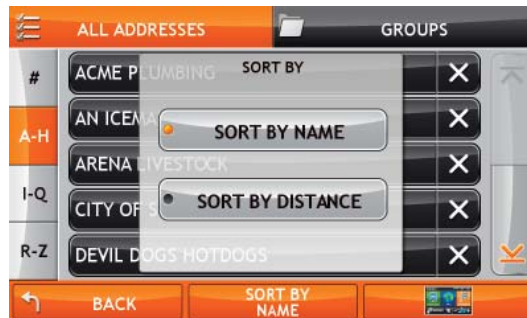 ALL ADDRESSES
GROUPS
#
A-H
I-Q
R-Z
ACME PLUMBING
AN ICEMA
ARENA LIVESTOCK
CITY OF S
DEVIL DOGS HOTDOGS
SORT BY
SORT BY NAME
SORT BY DISTANCE
BACK
SORT BY
NAME